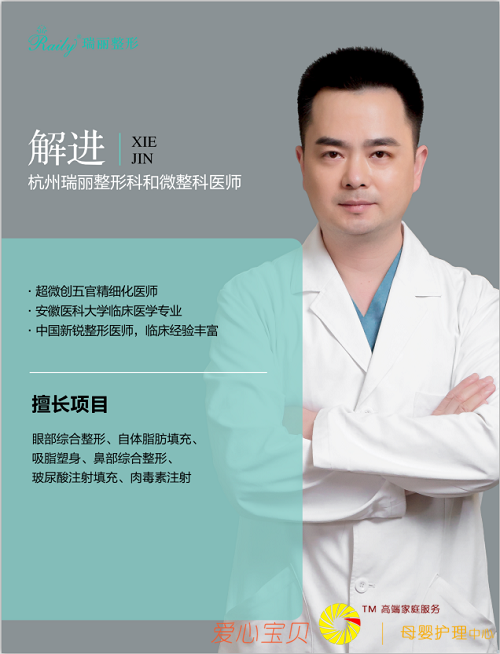 解进
XIE
JIN
杭州瑞丽整形科和微整科医师
· 超微创五官精细化医师
· 安徽医科大学临床医学专业
· 中国新锐整形医师，临床经验丰富
擅长项目
眼部综合整形、自体脂肪填充、
吸脂塑身、鼻部综合整形、
玻尿酸注射填充、肉毒素注射
TM 高端家庭服务
爱心宝贝
母婴护理中心